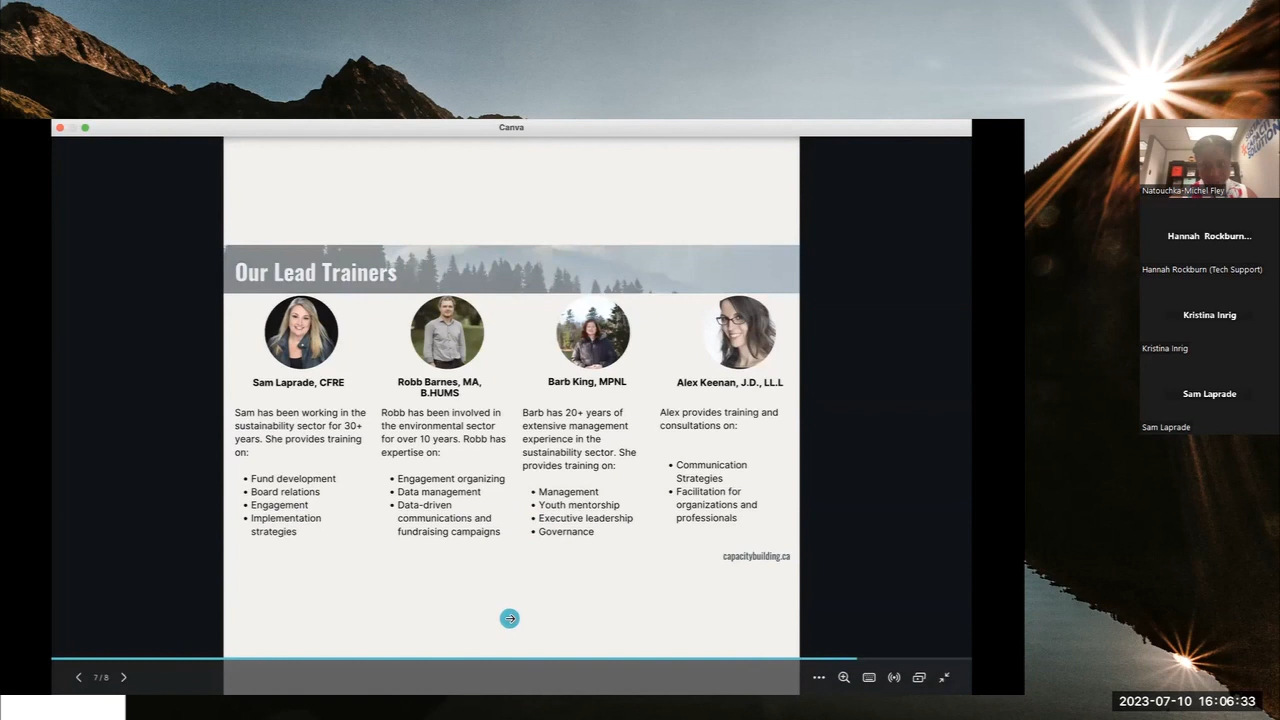 Canva
Our Lead Trainers
Sam Laprade, CFRE
Sam has been working in the
sustainability sector for 30+
years. She provides training
on:
• Fund development
• Board relations
• Engagement
• Implementation
strategies
Robb Barnes, MA,
B.HUMS
Robb has been involved in
the environmental sector
for over 10 years. Robb has
expertise on:
• Engagement organizing
• Data management
• Data-driven
communications and
fundraising campaigns
Barb King, MPNL
Barb has 20+ years of
extensive management
experience in the
sustainability sector. She
provides training on:
• Management
• Youth mentorship
• Executive leadership
• Governance
Alex Keenan, J.D., LL.L
Alex provides training and
consultations on:
• Communication
Strategies
• Facilitation for
organizations and
professionals
capacitybuilding.ca
7/8
Natouchka-Michel Fley
Hannah Rockburn...
Hannah Rockburn (Tech Support)
Kristina Inrig
Kristina Inrig
Sam Laprade
Sam Laprade
2023-07-10 16:06:33